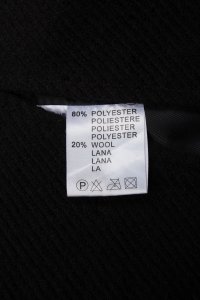 80% POLYESTER
POLIESTERE
POLIESTER
POLYESTER
20% WOOL
LANA
LANA
LA
P